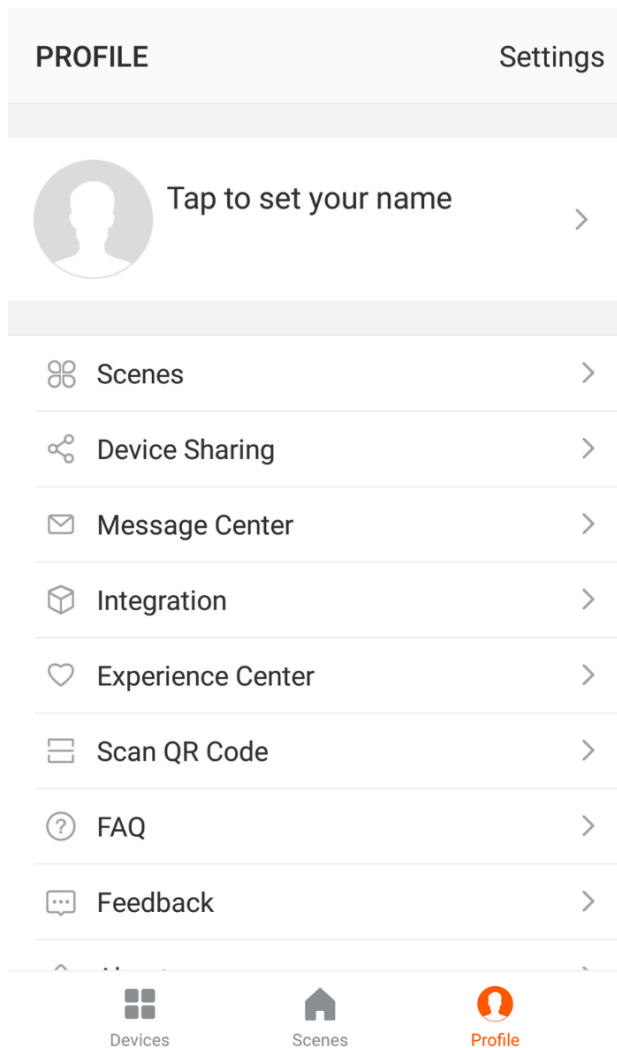 PROFILE Settings
Tap to set your name
Scenes
Device Sharing
Message Center
Integration
Experience Center
Scan QR Code
FAQ
Feedback
Devices Scenes Profile